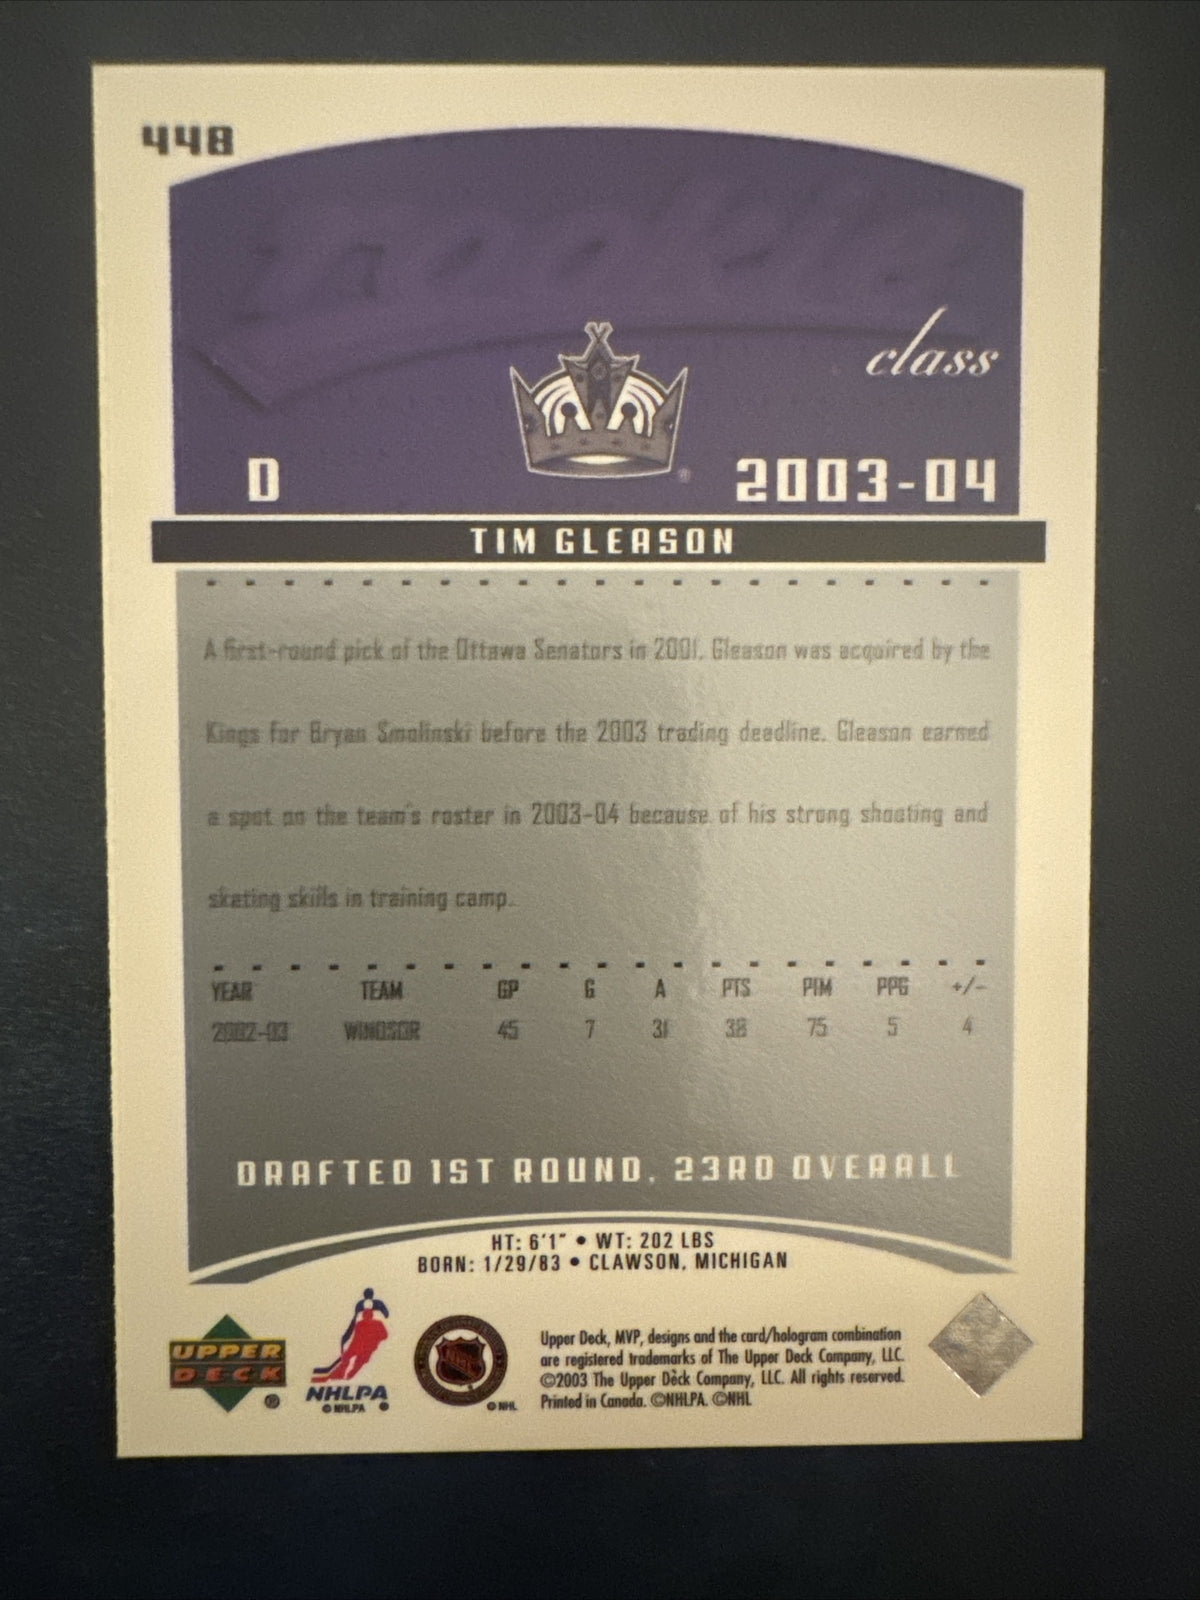 448
rookie
class
D
2003-04
TIM GLEASON
A first-round pick of the Ottawa Senators in 2001, Gleason was acquired by the
Kings for Bryan Smolinski before the 2003 trading deadline. Gleason earned
a spot on the team's roster in 2003-04 because of his strong shooting and
skating skills in training camp.
YEAR TEAM GP G A PTS PIM PPG +/-
2002-03 WINDSOR 45 7 31 38 75 5 4
DRAFTED 1ST ROUND, 23RD OVERALL
HT: 6'1" • WT: 202 LBS
BORN: 1/29/83 • CLAWSON, MICHIGAN
UPPER
DECK
®
NHLPA
© NHLPA
NHL
© NHL
Upper Deck, MVP, designs and the card/hologram combination
are registered trademarks of The Upper Deck Company, LLC.
©2003 The Upper Deck Company, LLC. All rights reserved.
Printed in Canada. ©NHLPA. ©NHL